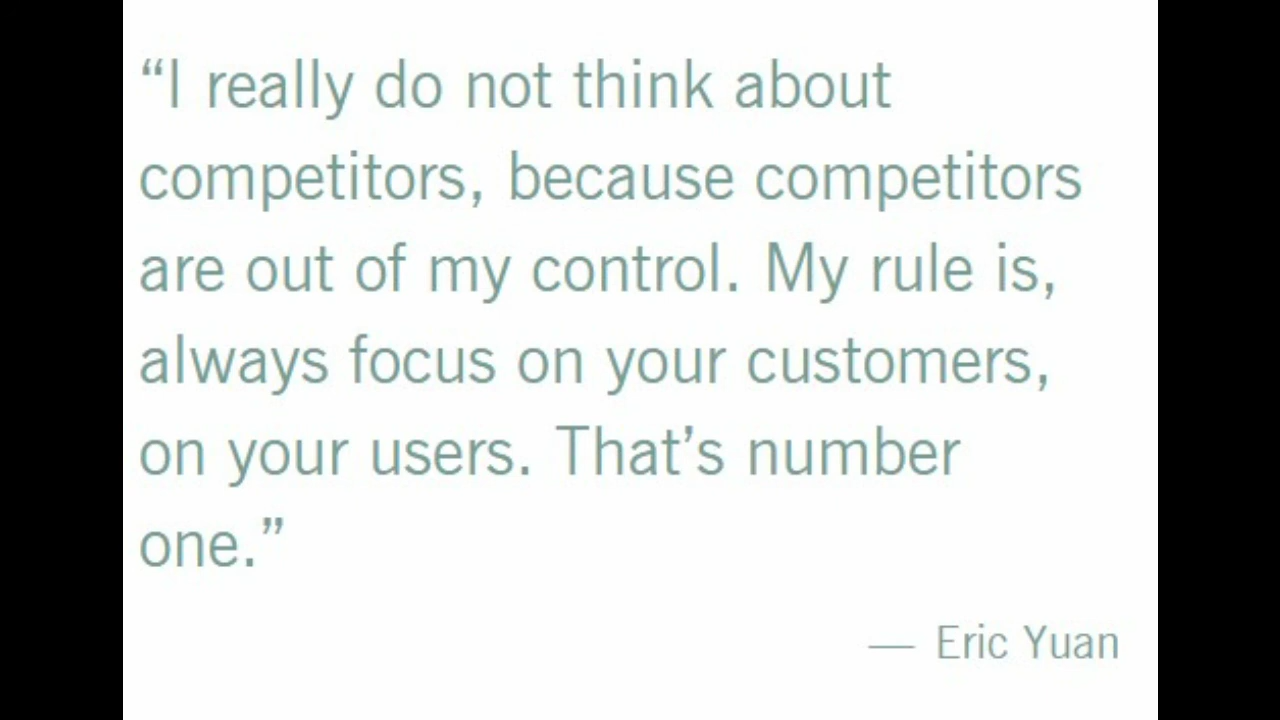 “I really do not think about
competitors, because competitors
are out of my control. My rule is,
always focus on your customers,
on your users. That’s number
one.”
— Eric Yuan